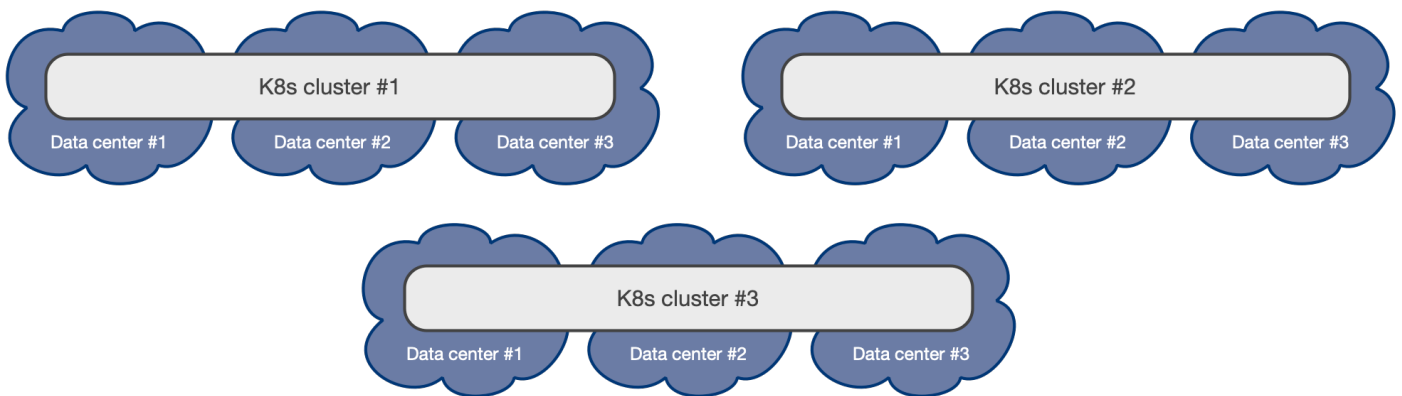 K8s cluster #1
Data center #1
Data center #2
Data center #3
K8s cluster #2
Data center #1
Data center #2
Data center #3
K8s cluster #3
Data center #1
Data center #2
Data center #3